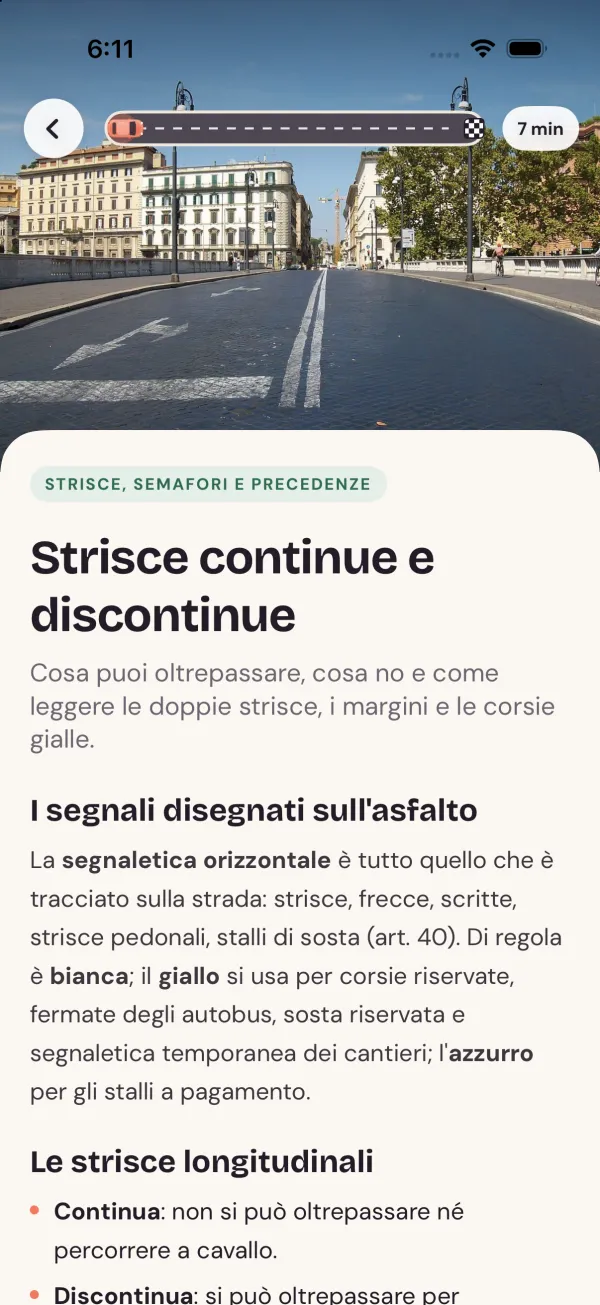 6:11
7 min
STRISCE, SEMAFORI E PRECEDENZE
Strisce continue e
discontinue
Cosa puoi oltrepassare, cosa no e come
leggere le doppie strisce, i margini e le corsie
gialle.
I segnali disegnati sull'asfalto
La segnaletica orizzontale è tutto quello che è
tracciato sulla strada: strisce, frecce, scritte,
strisce pedonali, stalli di sosta (art. 40). Di regola
è bianca; il giallo si usa per corsie riservate,
fermate degli autobus, sosta riservata e
segnaletica temporanea dei cantieri; l'azzurro
per gli stalli a pagamento.
Le strisce longitudinali
Continua: non si può oltrepassare né
percorrere a cavallo.
Discontinua: si può oltrepassare per